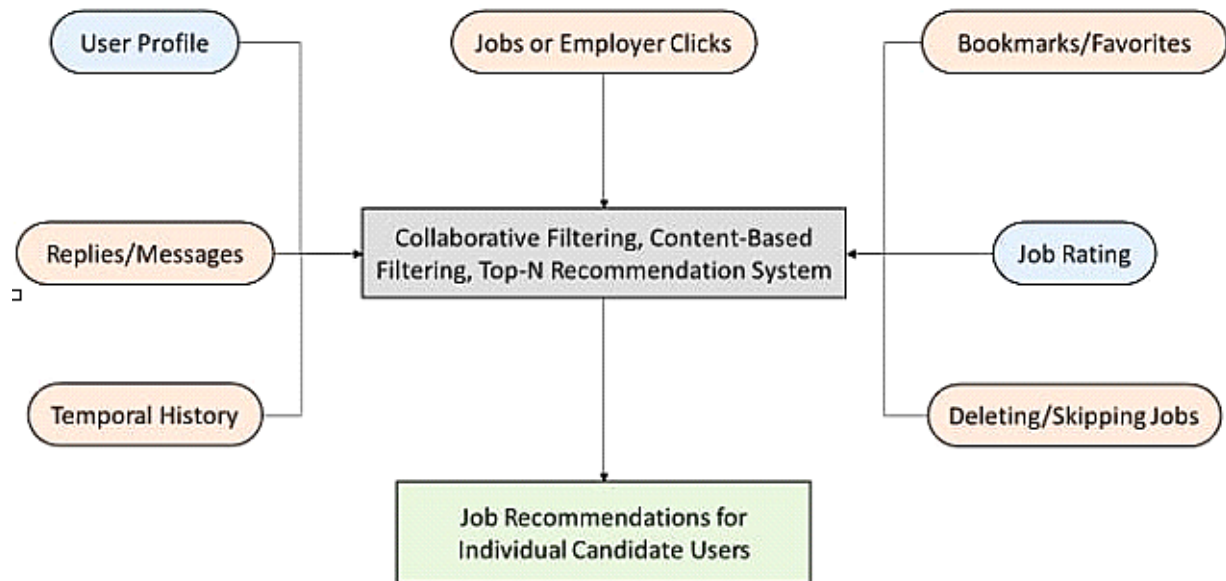 User Profile
Jobs or Employer Clicks
Bookmarks/Favorites
Replies/Messages
Collaborative Filtering, Content-Based
Filtering, Top-N Recommendation System
Job Rating
Temporal History
Deleting/Skipping Jobs
Job Recommendations for
Individual Candidate Users